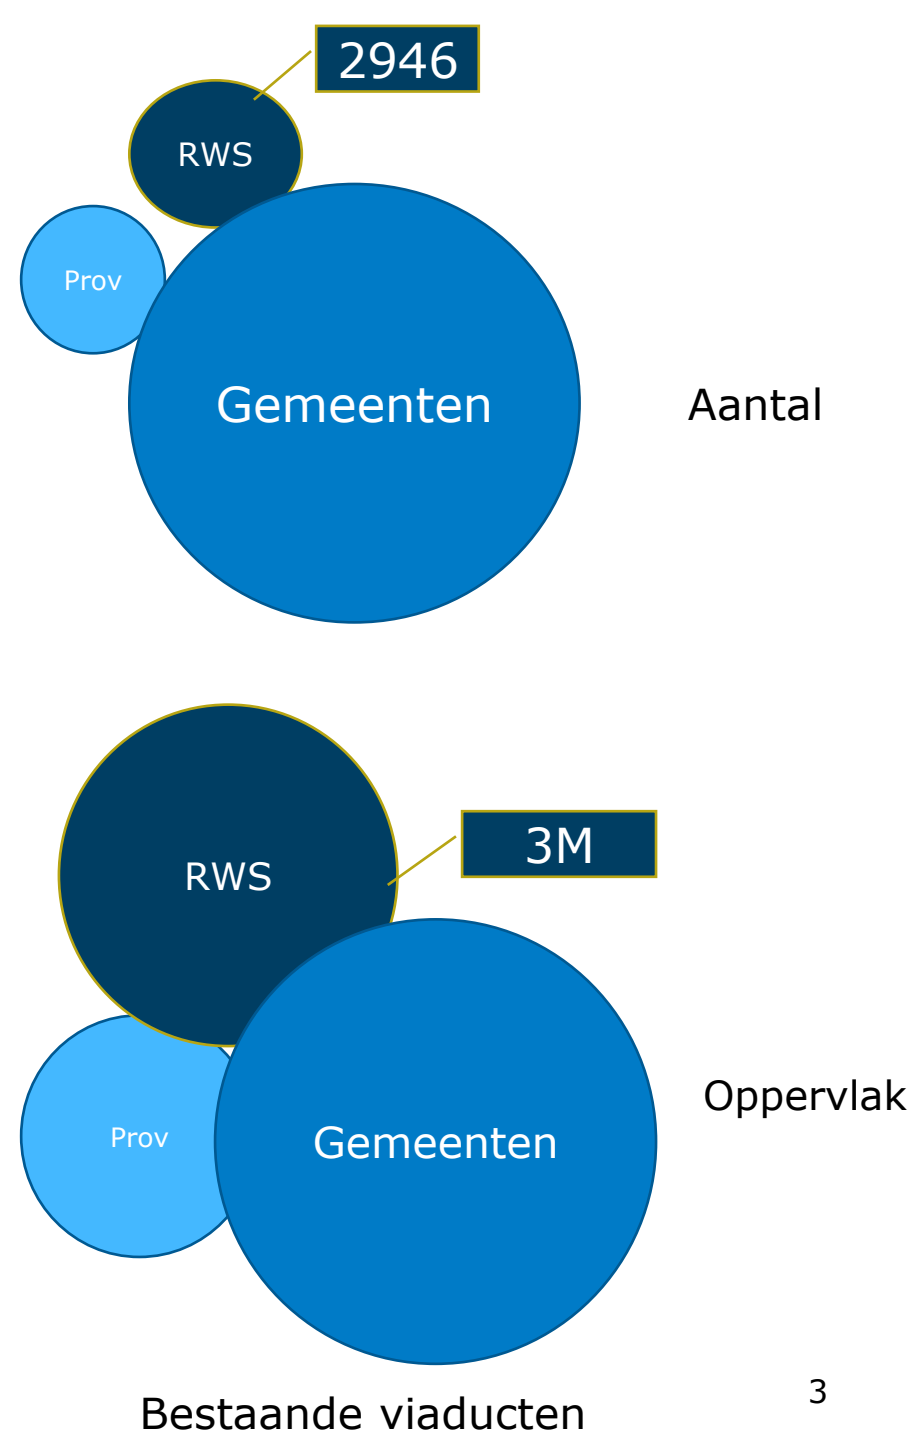 2946
RWS
Prov
Gemeenten
Aantal
RWS
3M
Oppervlak
Prov
Gemeenten
3
Bestaande viaducten